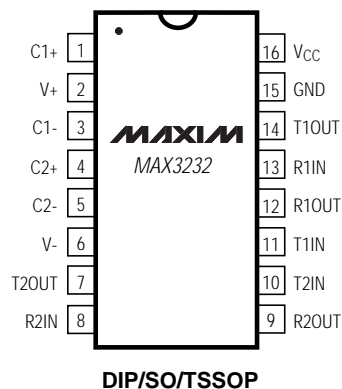 C1+ 1 16 VCC
V+ 2 15 GND
C1- 3 MAXIM 14 T1OUT
C2+ 4 MAX3232 13 R1IN
C2- 5 12 R1OUT
V- 6 11 T1IN
T2OUT 7 10 T2IN
R2IN 8 9 R2OUT
DIP/SO/TSSOP